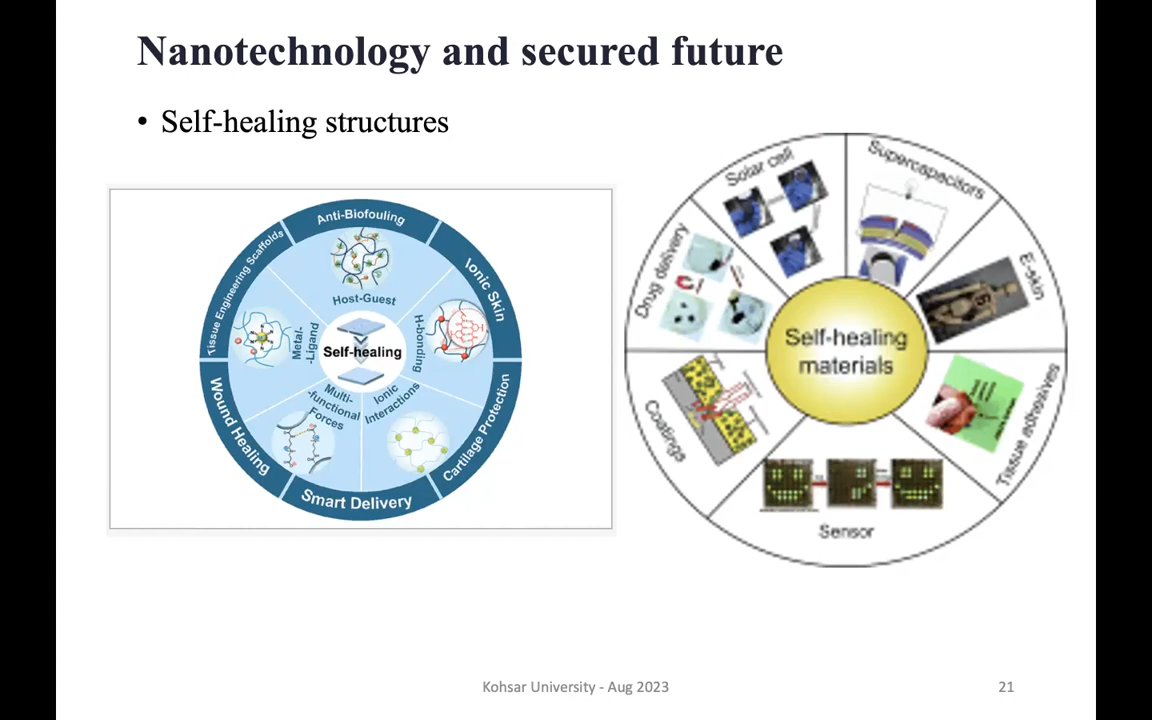 Nanotechnology and secured future
• Self-healing structures
Anti-Biofouling
Ionic Skin
Cartilage Protection
Smart Delivery
Wound Healing
Tissue Engineering Scaffolds
Host-Guest
H-bonding
Ionic
Interactions
Multi-
-functional
Forces
Metal-
-Ligand
Self-healing
Solar cell
Supercapacitors
E-skin
Tissue adhesives
Sensor
Coatings
Drug delivery
Self-healing
materials
Kohsar University - Aug 2023
21